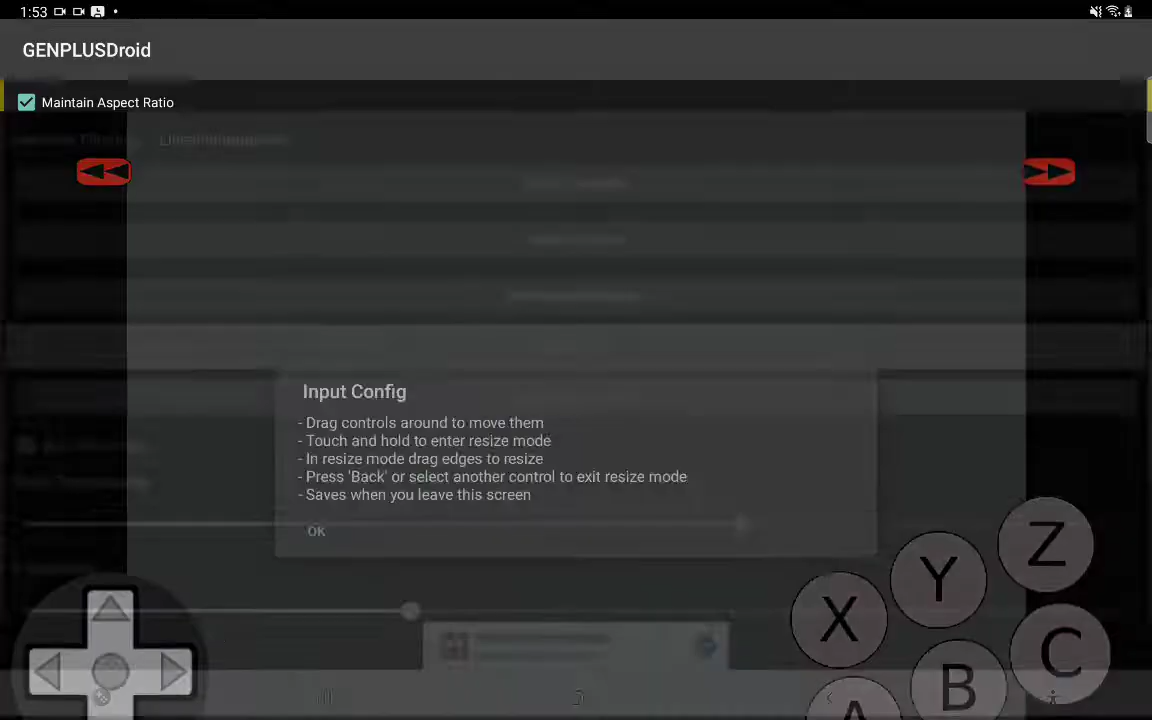 1:53
GENPLUSDroid
Maintain Aspect Ratio
Input Config
- Drag controls around to move them
- Touch and hold to enter resize mode
- In resize mode drag edges to resize
- Press 'Back' or select another control to exit resize mode
- Saves when you leave this screen
OK
Z
Y
X
C
B
A